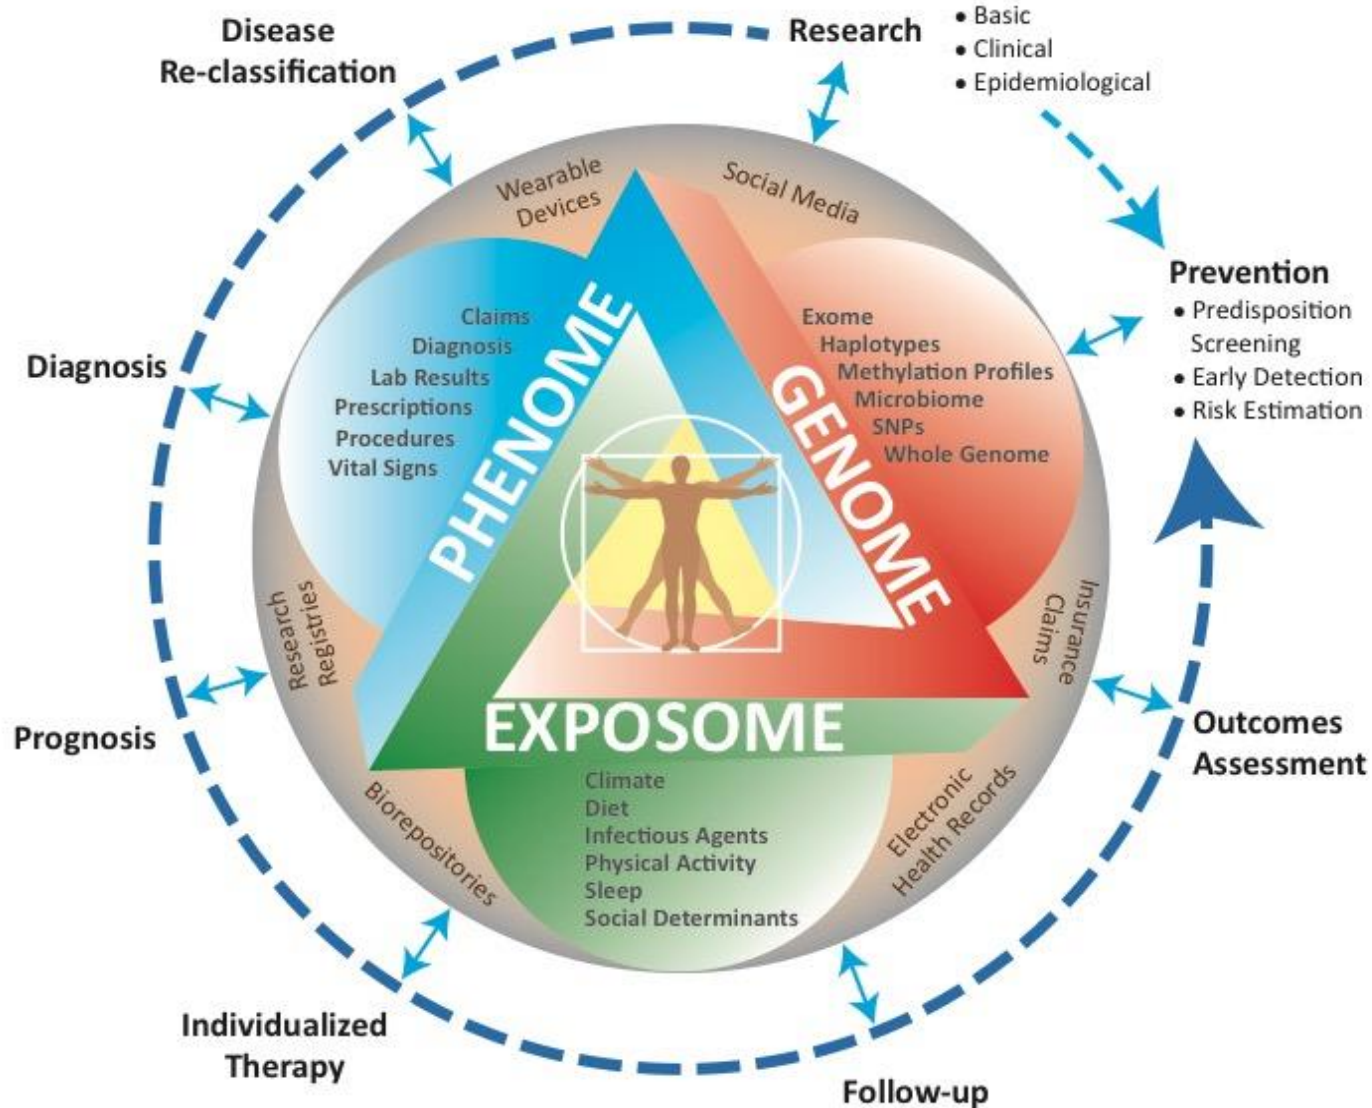 Disease
Re-classification
Research
• Basic
• Clinical
• Epidemiological
Wearable
Devices
Social Media
Prevention
• Predisposition
Screening
• Early Detection
• Risk Estimation
Diagnosis
Claims
Diagnosis
Lab Results
Prescriptions
Procedures
Vital Signs
PHENOME
Exome
Haplotypes
Methylation Profiles
Microbiome
SNPs
Whole Genome
GENOME
Research
Registries
Insurance
Claims
Prognosis
EXOSOME
Climate
Diet
Infectious Agents
Physical Activity
Sleep
Social Determinants
Biorepositories
Electronic
Health Records
Outcomes
Assessment
Individualized
Therapy
Follow-up